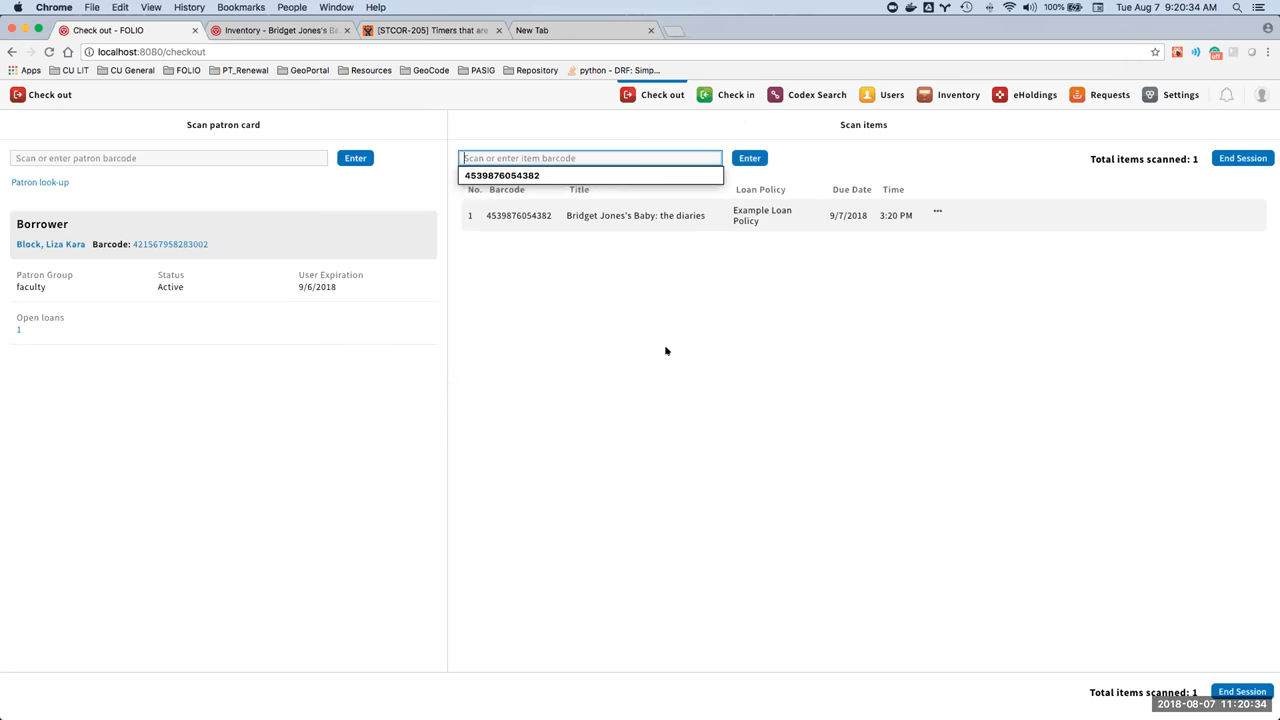 Chrome File Edit View History Bookmarks People Window Help 100% Tue Aug 7 9:20:34 AM
Check out - FOLIO Inventory - Bridget Jones's Ba [STCOR-205] Timers that are New Tab
localhost:8080/checkout
Apps CU LIT CU General FOLIO PT_Renewal GeoPortal Resources GeoCode PASIG Repository python - DRF: Simp...
Check out Check out Check in Codex Search Users Inventory eHoldings Requests Settings
Scan patron card
Scan or enter patron barcode Enter
Patron look-up
Borrower
Block, Liza Kara Barcode: 421567958283002
Patron Group Status User Expiration
faculty Active 9/6/2018
Open loans
1
Scan items
Scan or enter item barcode Enter Total items scanned: 1 End Session
4539876054382
No. Barcode Title Loan Policy Due Date Time
1 4539876054382 Bridget Jones's Baby: the diaries Example Loan Policy 9/7/2018 3:20 PM •••
Total items scanned: 1 End Session
2018-08-07 11:20:34